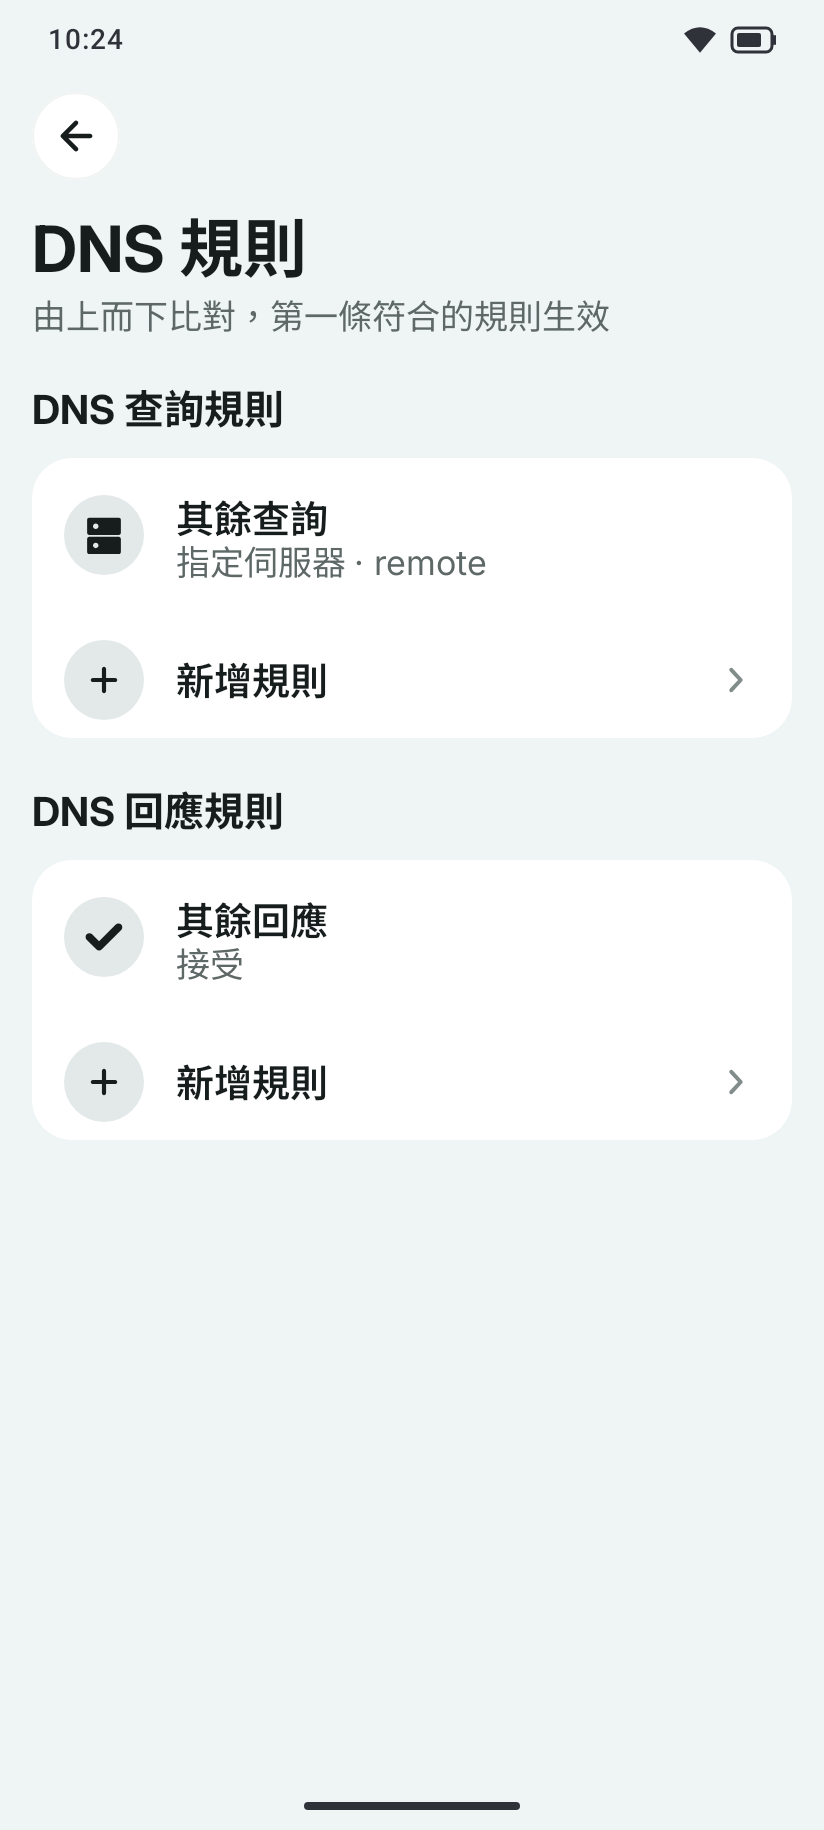 10:24
DNS 規則
由上而下比對，第一條符合的規則生效
DNS 查詢規則
其餘查詢
指定伺服器 · remote
新增規則
DNS 回應規則
其餘回應
接受
新增規則